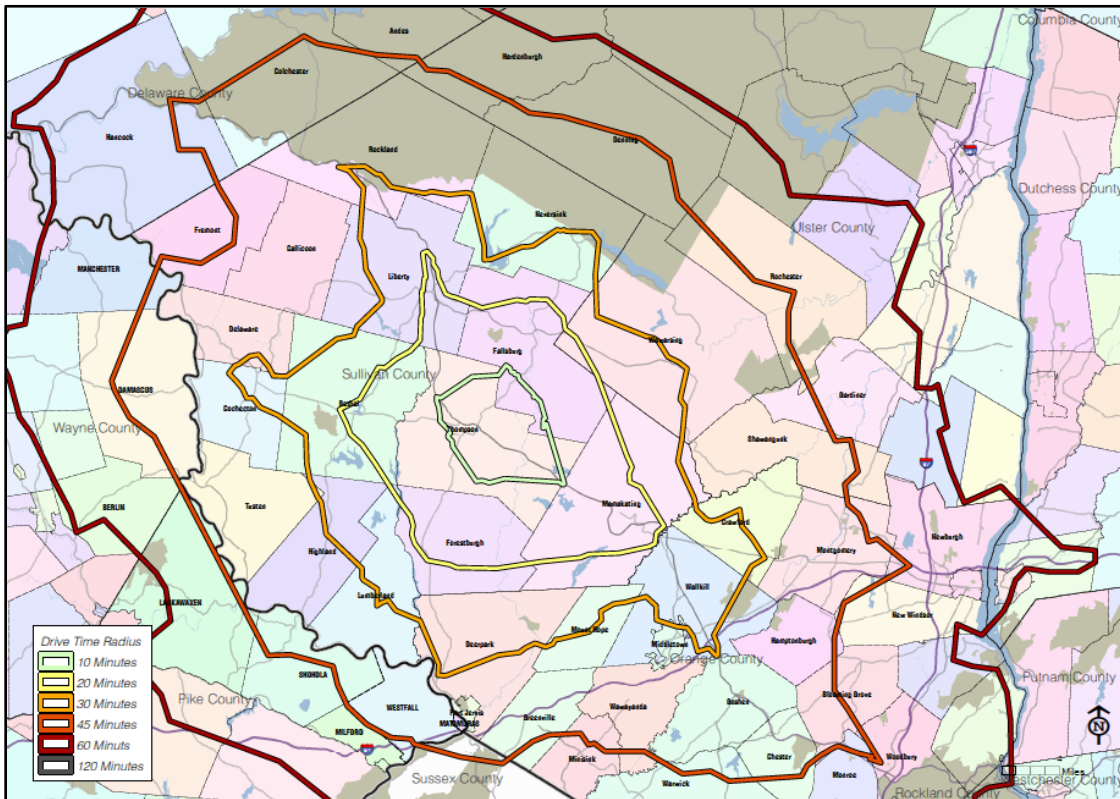 Columbia County
Andes
Hardenburgh
Colchester
Delaware County
Hancock
Denning
Rockland
Dutchess County
Neversink
Ulster County
Fremont
Callicoon
MANCHESTER
Liberty
Rochester
Delaware
Wawarsing
Fallsburg
Sullivan County
DAMASCUS
Gardiner
Cochecton
Bethel
Wayne County
Thompson
Shawangunk
Mamakating
BERLIN
Tusten
Crawford
Forestburgh
Highland
Montgomery
Newburgh
Wallkill
Lumberland
LACKAWAXEN
New Windsor
Mount Hope
Deerpark
Middletown
Hamptonburgh
Orange County
Drive Time Radius
10 Minutes
20 Minutes
30 Minutes
45 Minutes
60 Minuts
120 Minutes
SHOHOLA
Putnam County
Pike County
WESTFALL
Blooming Grove
Goshen
Wawayanda
Port Jervis
MATAMORAS
Greenville
MILFORD
N
Minisink
Chester
Woodbury
Monroe
Sussex County
Warwick
Miles
Westchester County
Rockland County